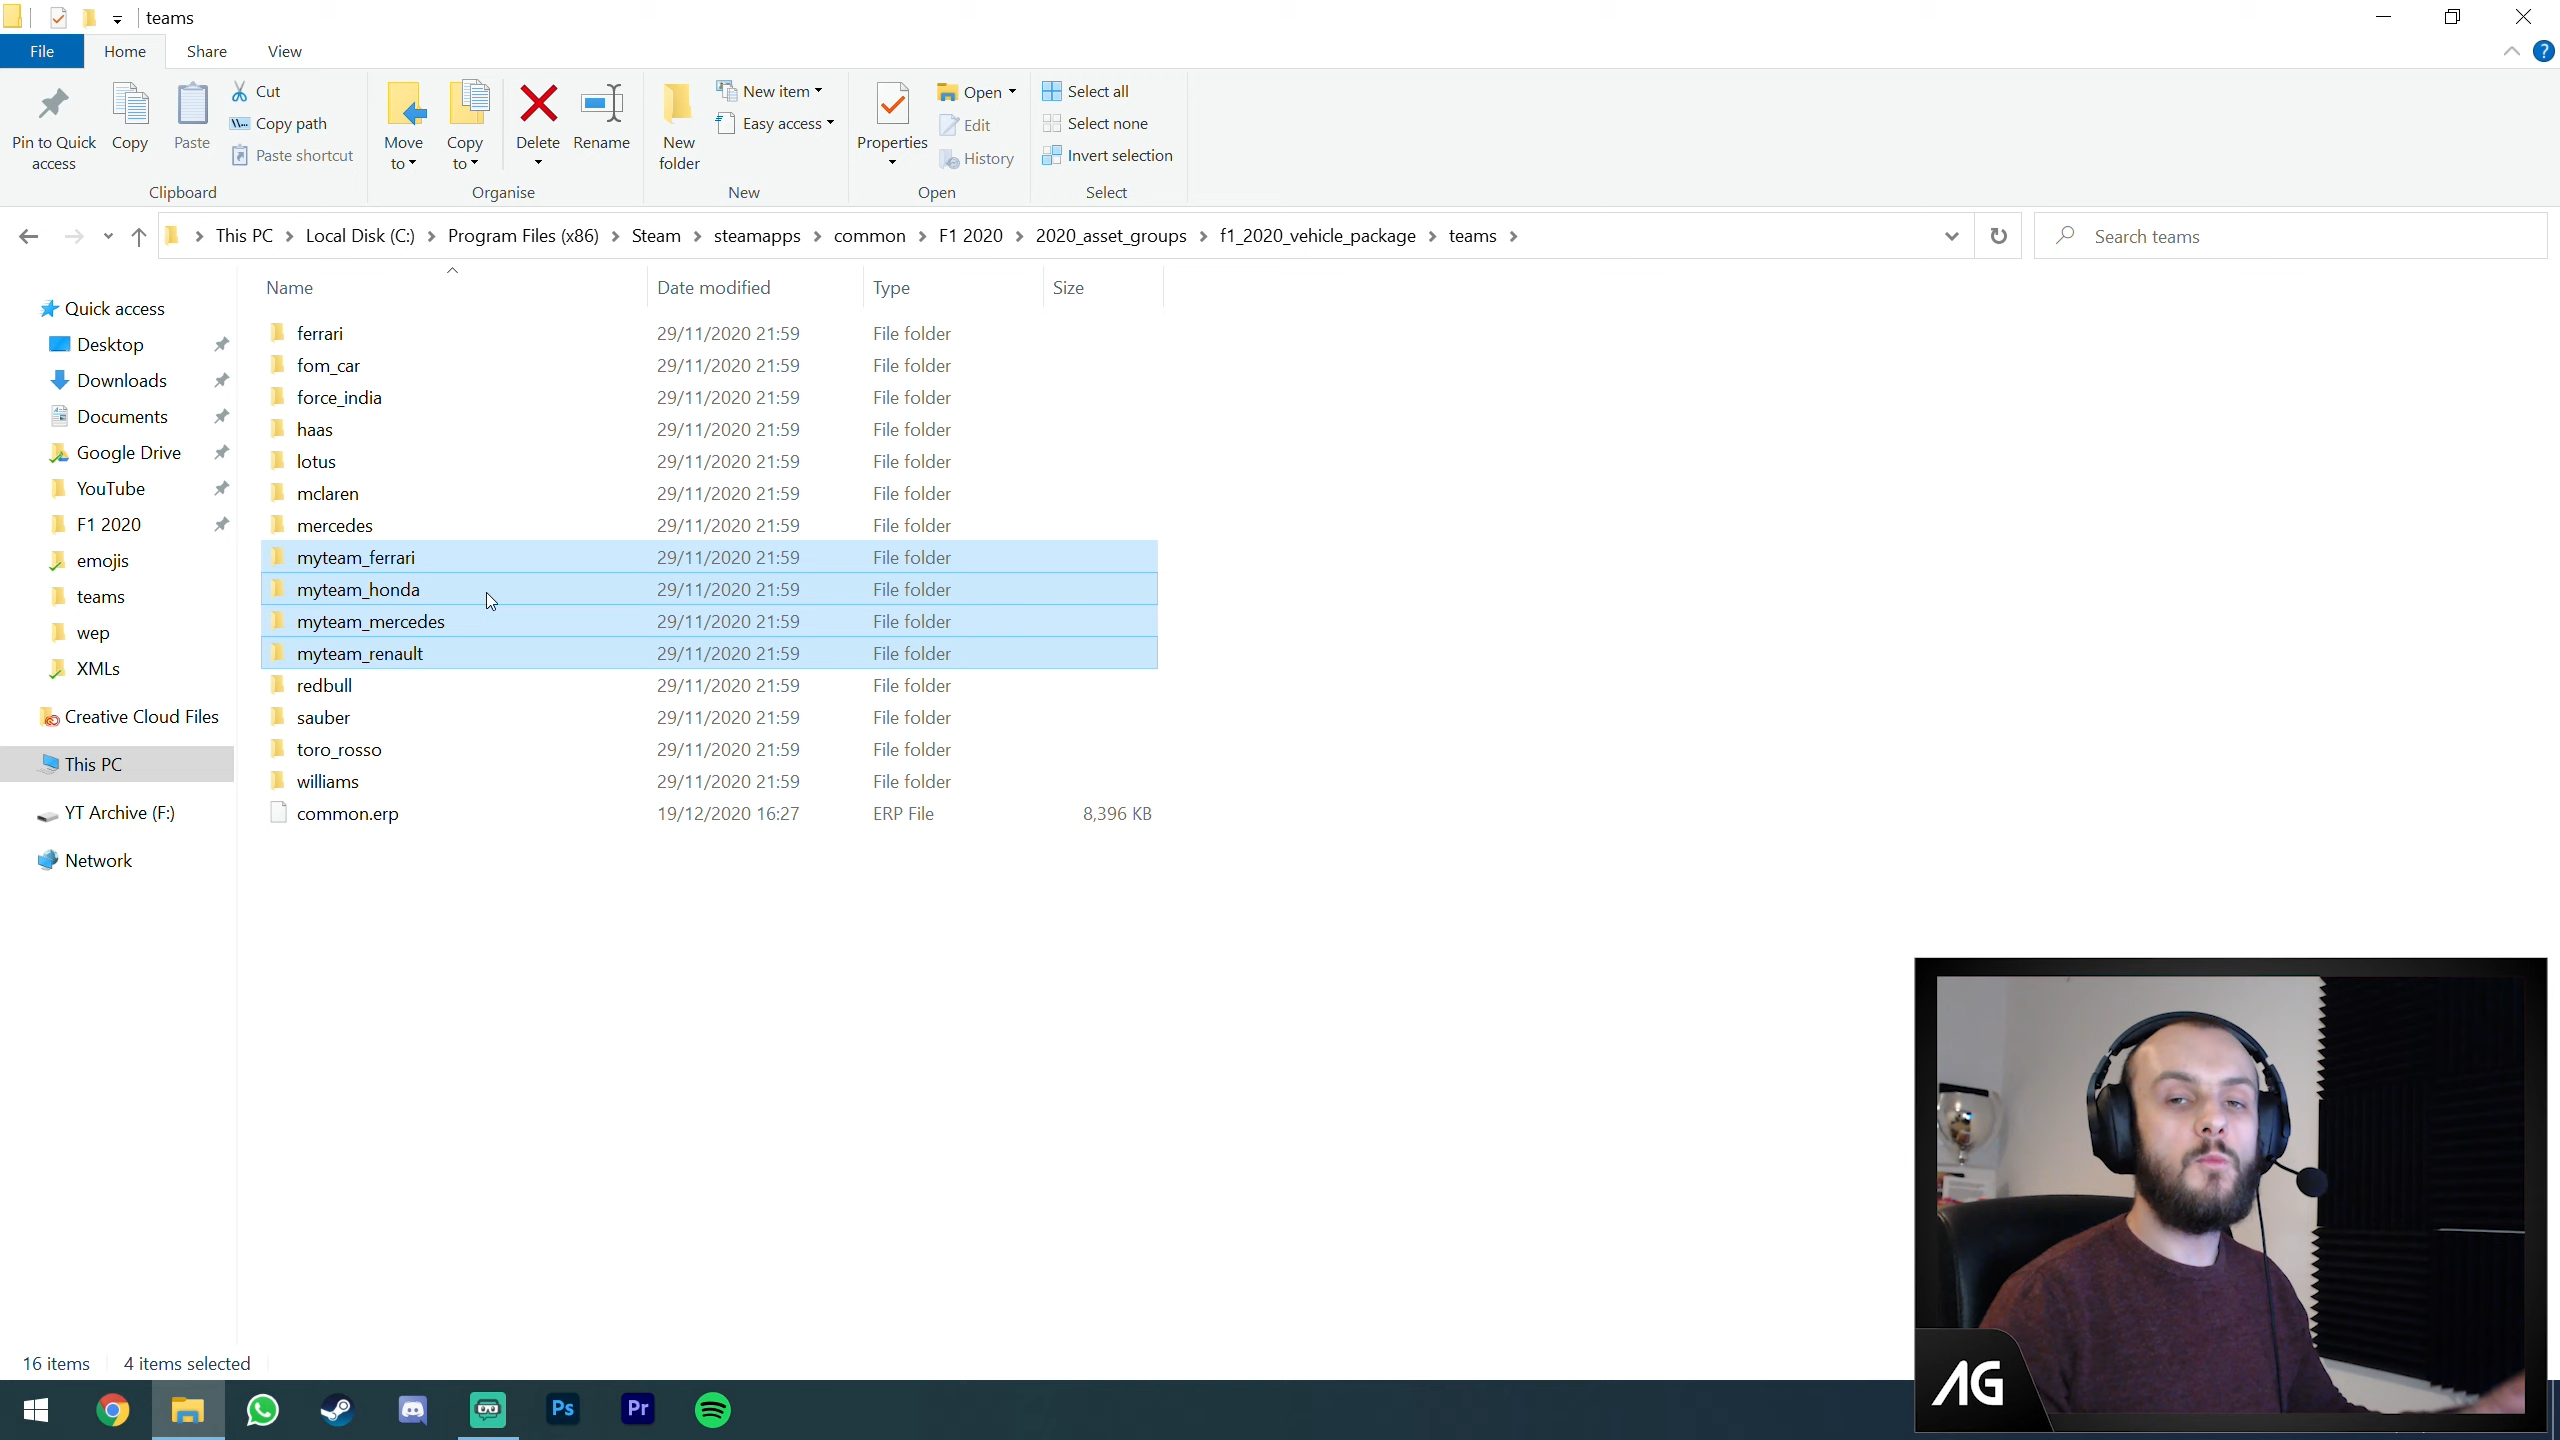 teams
File Home Share View
Pin to Quick access
Copy
Paste
Cut
Copy path
Paste shortcut
Clipboard
Move to
Copy to
Delete
Rename
Organise
New folder
New item
Easy access
New
Properties
Open
Edit
History
Open
Select all
Select none
Invert selection
Select
This PC > Local Disk (C:) > Program Files (x86) > Steam > steamapps > common > F1 2020 > 2020_asset_groups > f1_2020_vehicle_package > teams >
Search teams
Quick access
Desktop
Downloads
Documents
Google Drive
YouTube
F1 2020
emojis
teams
wep
XMLs
Creative Cloud Files
This PC
YT Archive (F:)
Network
Name Date modified Type Size
ferrari 29/11/2020 21:59 File folder
fom_car 29/11/2020 21:59 File folder
force_india 29/11/2020 21:59 File folder
haas 29/11/2020 21:59 File folder
lotus 29/11/2020 21:59 File folder
mclaren 29/11/2020 21:59 File folder
mercedes 29/11/2020 21:59 File folder
myteam_ferrari 29/11/2020 21:59 File folder
myteam_honda 29/11/2020 21:59 File folder
myteam_mercedes 29/11/2020 21:59 File folder
myteam_renault 29/11/2020 21:59 File folder
redbull 29/11/2020 21:59 File folder
sauber 29/11/2020 21:59 File folder
toro_rosso 29/11/2020 21:59 File folder
williams 29/11/2020 21:59 File folder
common.erp 19/12/2020 16:27 ERP File 8,396 KB
16 items 4 items selected
Ps
Pr
AG